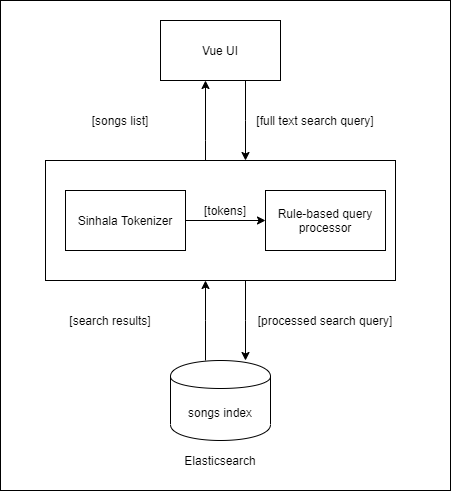 Vue UI
[songs list]
[full text search query]
Sinhala Tokenizer
[tokens]
Rule-based query
processor
[search results]
[processed search query]
songs index
Elasticsearch